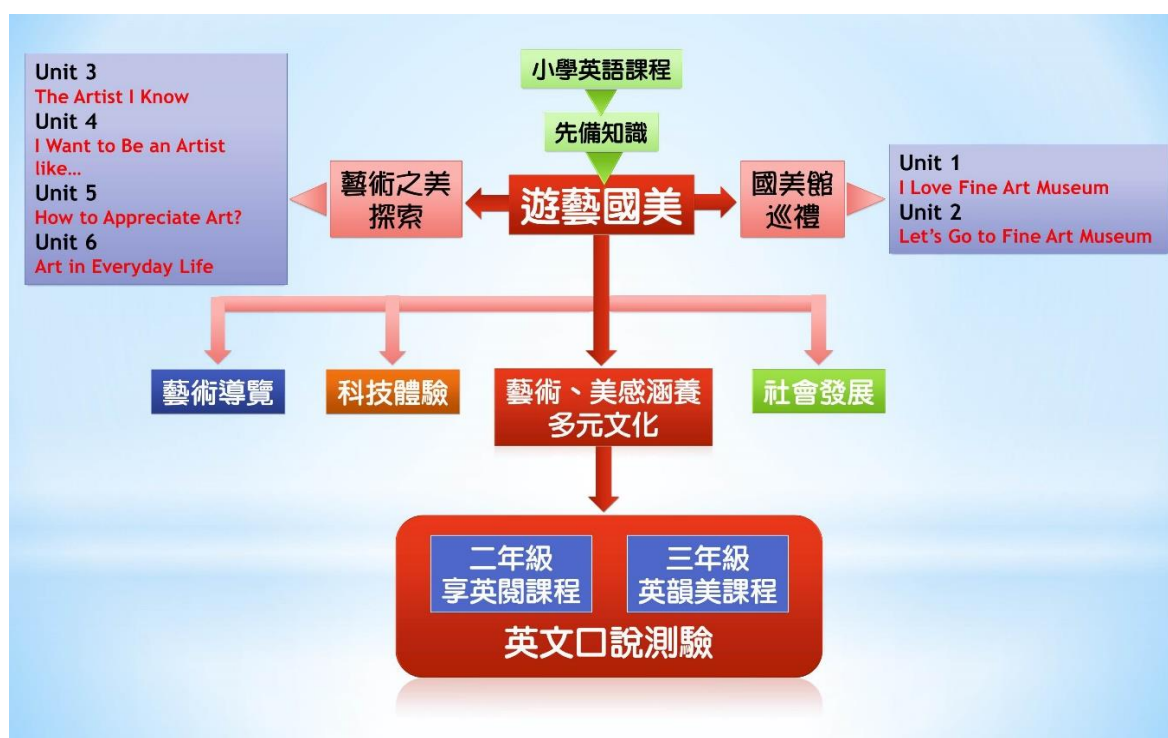 小學英語課程
先備知識
遊藝國美
藝術之美
探索
Unit 3
The Artist I Know
Unit 4
I Want to Be an Artist
like…
Unit 5
How to Appreciate Art?
Unit 6
Art in Everyday Life
國美館
巡禮
Unit 1
I Love Fine Art Museum
Unit 2
Let's Go to Fine Art Museum
藝術導覽
科技體驗
藝術、美感涵養
多元文化
社會發展
二年級
享英閱課程
三年級
英韻美課程
英文口說測驗